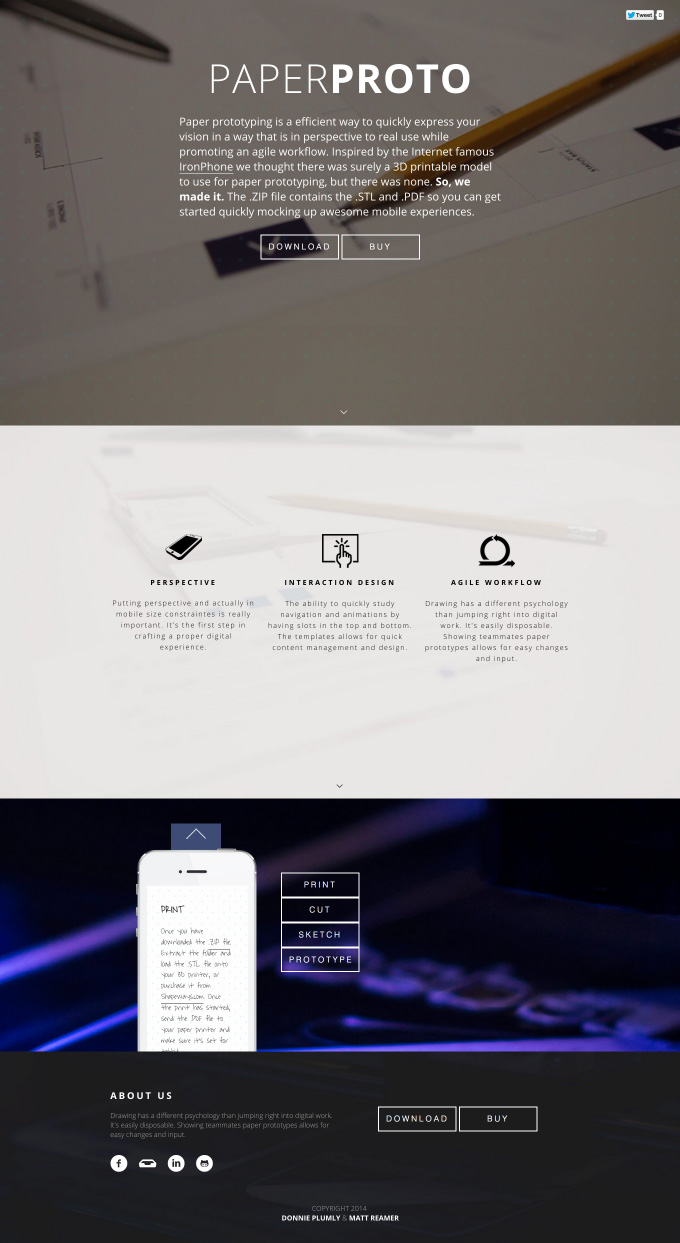 Tweet 0
PAPERPROTO
Paper prototyping is a efficient way to quickly express your
vision in a way that is in perspective to real use while
promoting an agile workflow. Inspired by the Internet famous
IronPhone we thought there was surely a 3D printable model
to use for paper prototyping, but there was none. So, we
made it. The .ZIP file contains the .STL and .PDF so you can get
started quickly mocking up awesome mobile experiences.
DOWNLOAD BUY
PERSPECTIVE
Putting perspective and actually in
mobile size constraintes is really
important. It's the first step in
crafting a proper digital
experience.
INTERACTION DESIGN
The ability to quickly study
navigation and animations by
having slots in the top and bottom.
The templates allows for quick
content management and design.
AGILE WORKFLOW
Drawing has a different psychology
than jumping right into digital
work. It's easily disposable.
Showing teammates paper
prototypes allows for easy changes
and input.
PRINT
Once you have
downloaded the .ZIP file
Extract the folder and
load the STL file onto
your 3D printer, or
purchase it from
Shapeways.com. Once
the print has started,
send the .PDF file to
your paper printer and
make sure it's set for
PRINT
CUT
SKETCH
PROTOTYPE
ABOUT US
Drawing has a different psychology than jumping right into digital work.
It's easily disposable. Showing teammates paper prototypes allows for
easy changes and input.
DOWNLOAD BUY
COPYRIGHT 2014
DONNIE PLUMLY & MATT REAMER